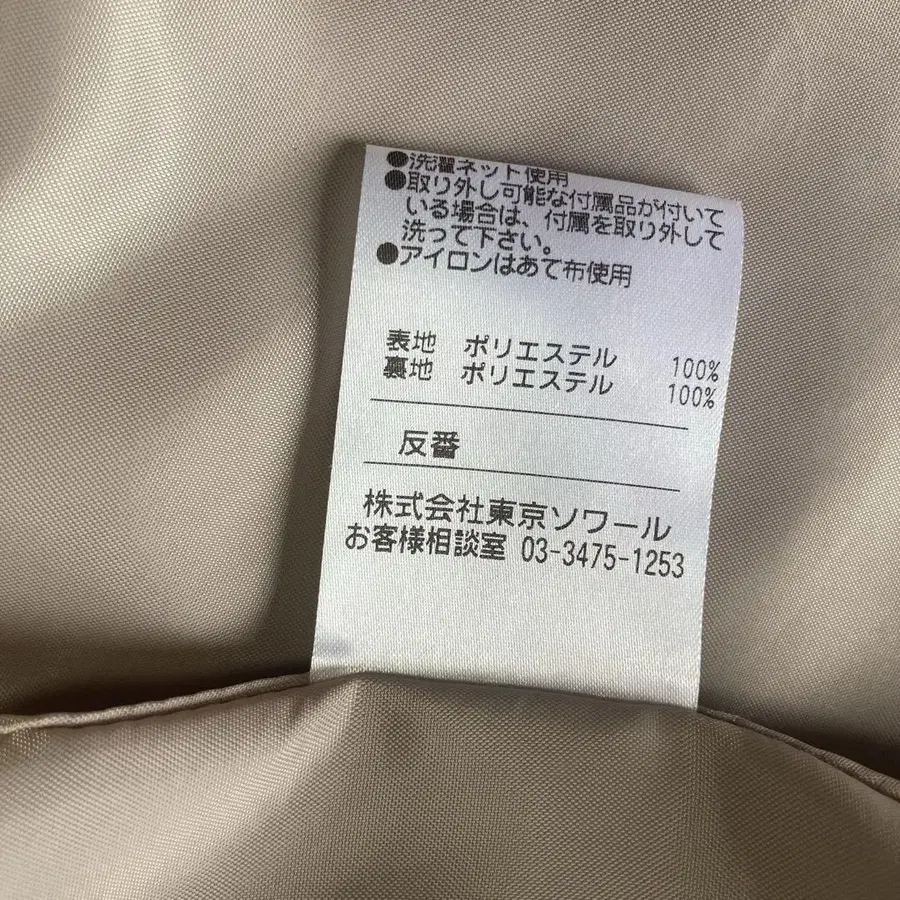 ●洗濯ネット使用
●取り外し可能な付属品が付いて
いる場合は、付属を取り外して
洗って下さい。
●アイロンはあて布使用
表地 ポリエステル 100%
裏地 ポリエステル 100%
反番
株式会社東京ソワール
お客様相談室 03-3475-1253